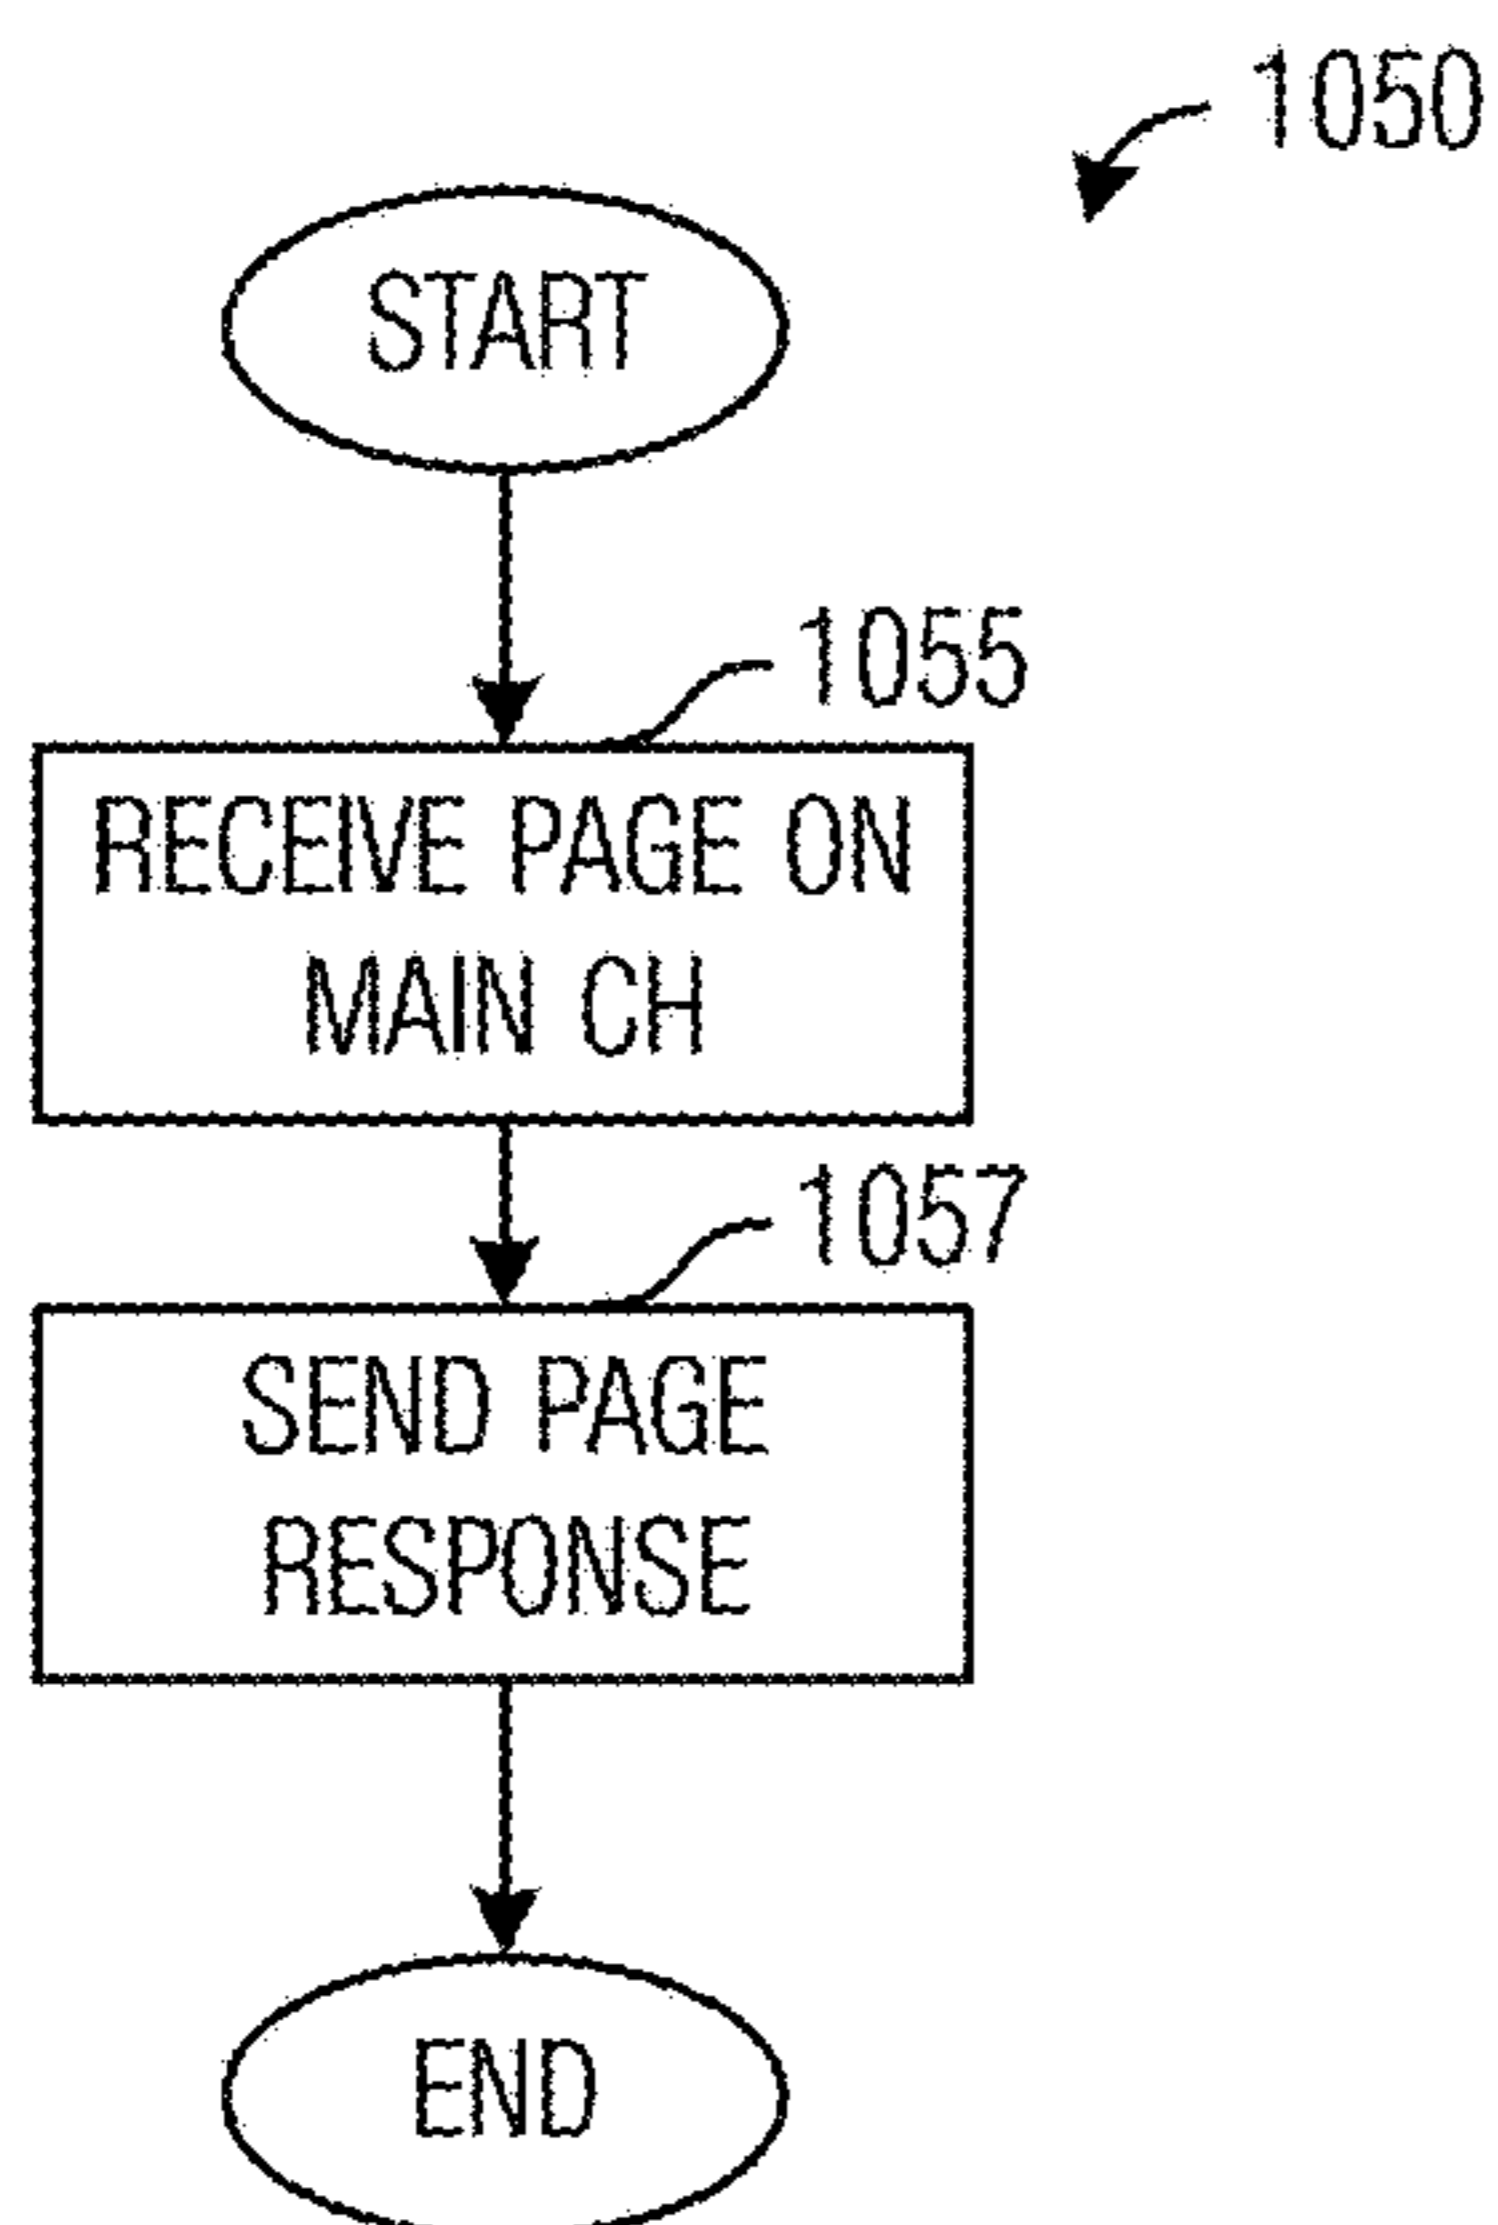 1050
START
1055
RECEIVE PAGE ON
MAIN CH
1057
SEND PAGE
RESPONSE
END